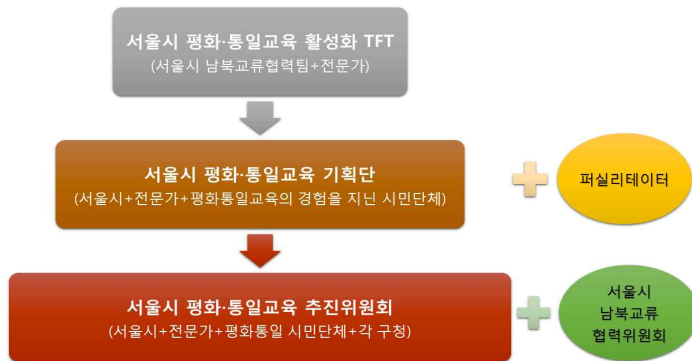 서울시 평화·통일교육 활성화 TFT
(서울시 남북교류협력팀+전문가)
서울시 평화·통일교육 기획단
(서울시+전문가+평화통일교육의 경험을 지닌 시민단체)
퍼실리테이터
서울시 평화·통일교육 추진위원회
(서울시+전문가+평화통일 시민단체+각 구청)
서울시
남북교류
협력위원회